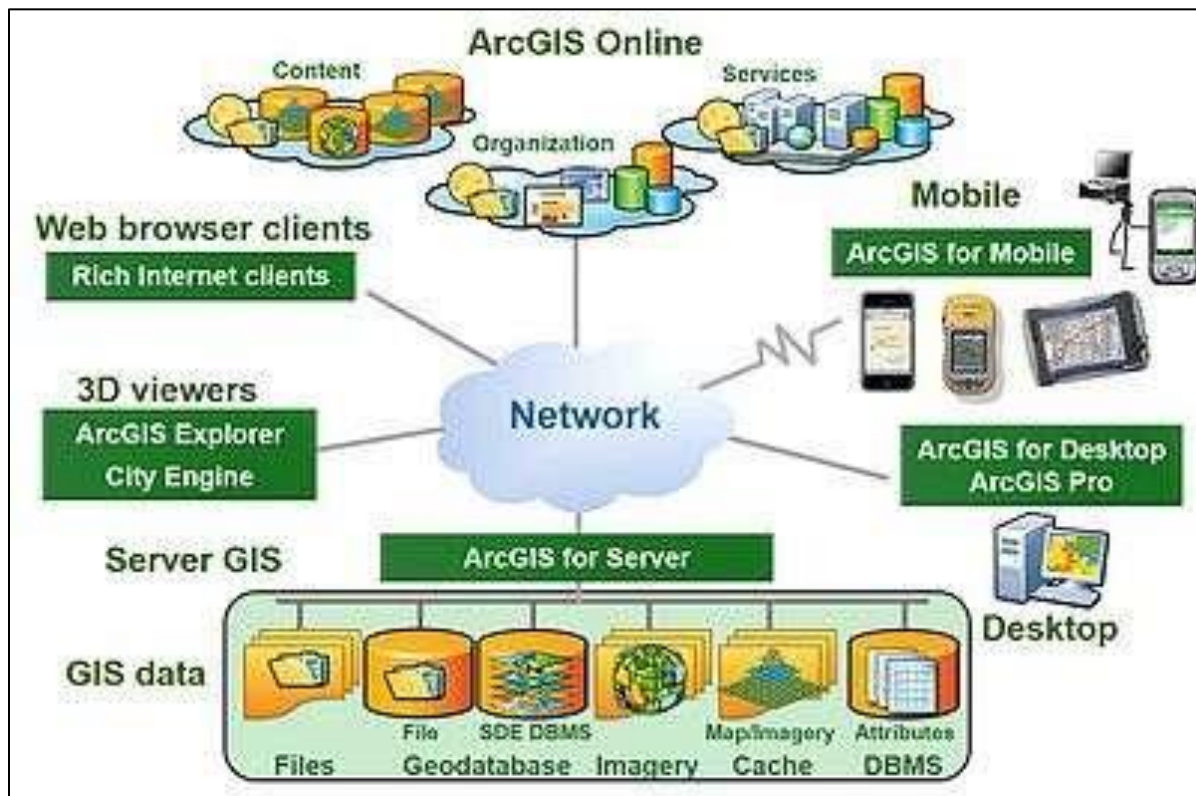 ArcGIS Online
Content
Services
Organization
Mobile
Web browser clients
Rich Internet clients
ArcGIS for Mobile
3D viewers
ArcGIS Explorer
City Engine
Network
ArcGIS for Desktop
ArcGIS Pro
Server GIS
ArcGIS for Server
Desktop
GIS data
File
SDE DBMS
Map/Imagery
Attributes
Files
Geodatabase
Imagery
Cache
DBMS